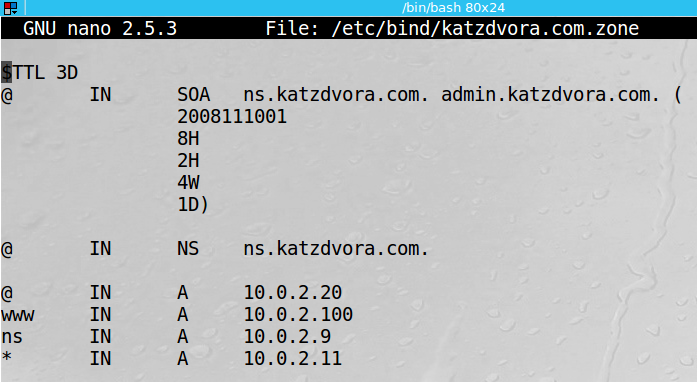 /bin/bash 80x24
GNU nano 2.5.3 File: /etc/bind/katzdvora.com.zone
$TTL 3D
@ IN SOA ns.katzdvora.com. admin.katzdvora.com. (
2008111001
8H
2H
4W
1D)
@ IN NS ns.katzdvora.com.
@ IN A 10.0.2.20
www IN A 10.0.2.100
ns IN A 10.0.2.9
* IN A 10.0.2.11